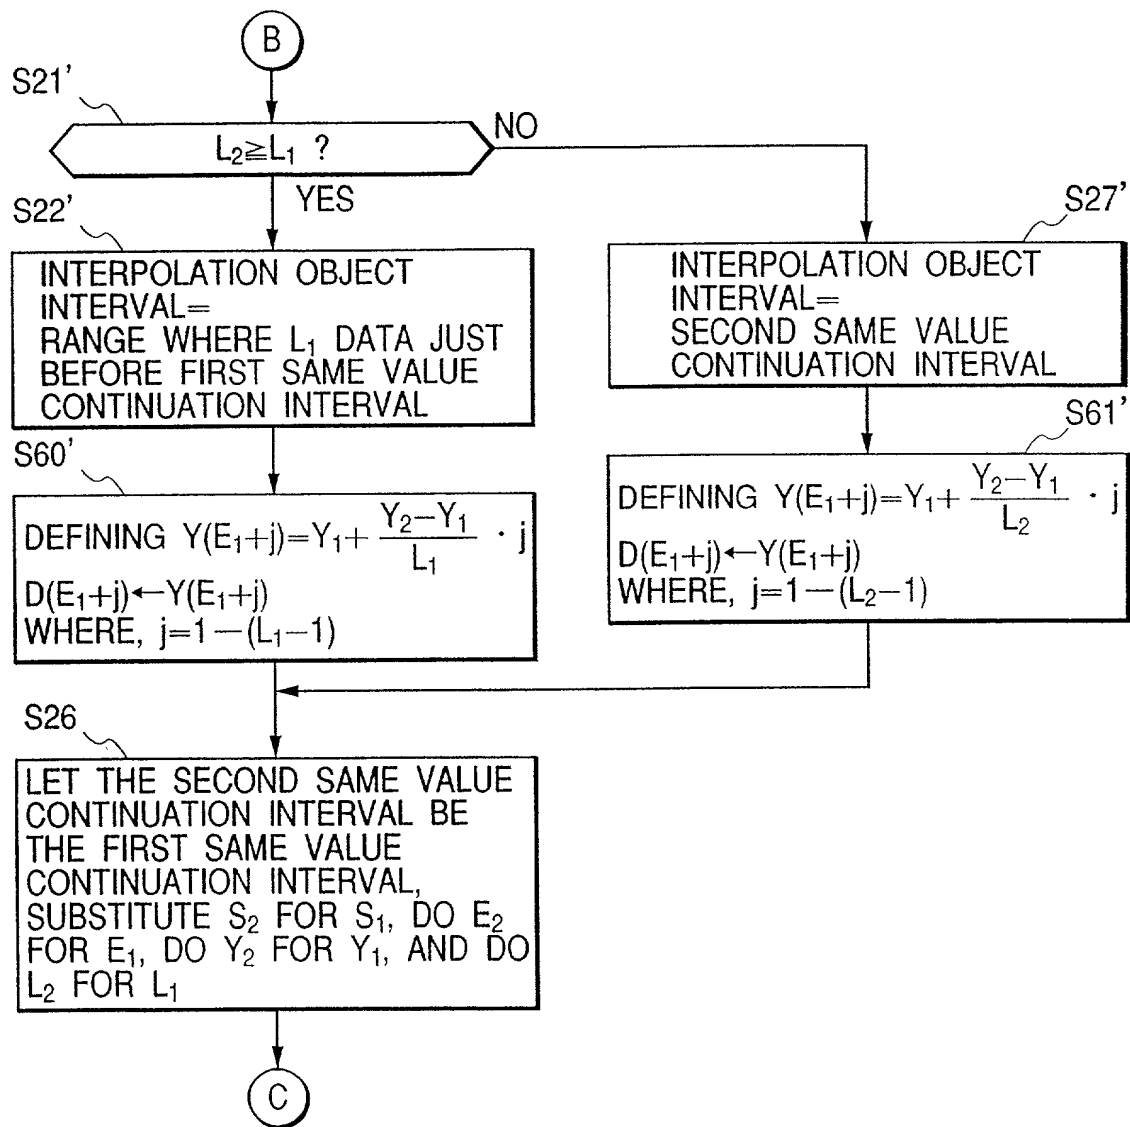 B
S21'
L₂≧L₁ ?
NO
YES
S22'
INTERPOLATION OBJECT
INTERVAL=
RANGE WHERE L₁ DATA JUST
BEFORE FIRST SAME VALUE
CONTINUATION INTERVAL
S27'
INTERPOLATION OBJECT
INTERVAL=
SECOND SAME VALUE
CONTINUATION INTERVAL
S60'
DEFINING Y(E₁+j)=Y₁+ (Y₂−Y₁)/L₁ · j
D(E₁+j)←Y(E₁+j)
WHERE, j=1−(L₁−1)
S61'
DEFINING Y(E₁+j)=Y₁+ (Y₂−Y₁)/L₂ · j
D(E₁+j)←Y(E₁+j)
WHERE, j=1−(L₂−1)
S26
LET THE SECOND SAME VALUE
CONTINUATION INTERVAL BE
THE FIRST SAME VALUE
CONTINUATION INTERVAL,
SUBSTITUTE S₂ FOR S₁, DO E₂
FOR E₁, DO Y₂ FOR Y₁, AND DO
L₂ FOR L₁
C